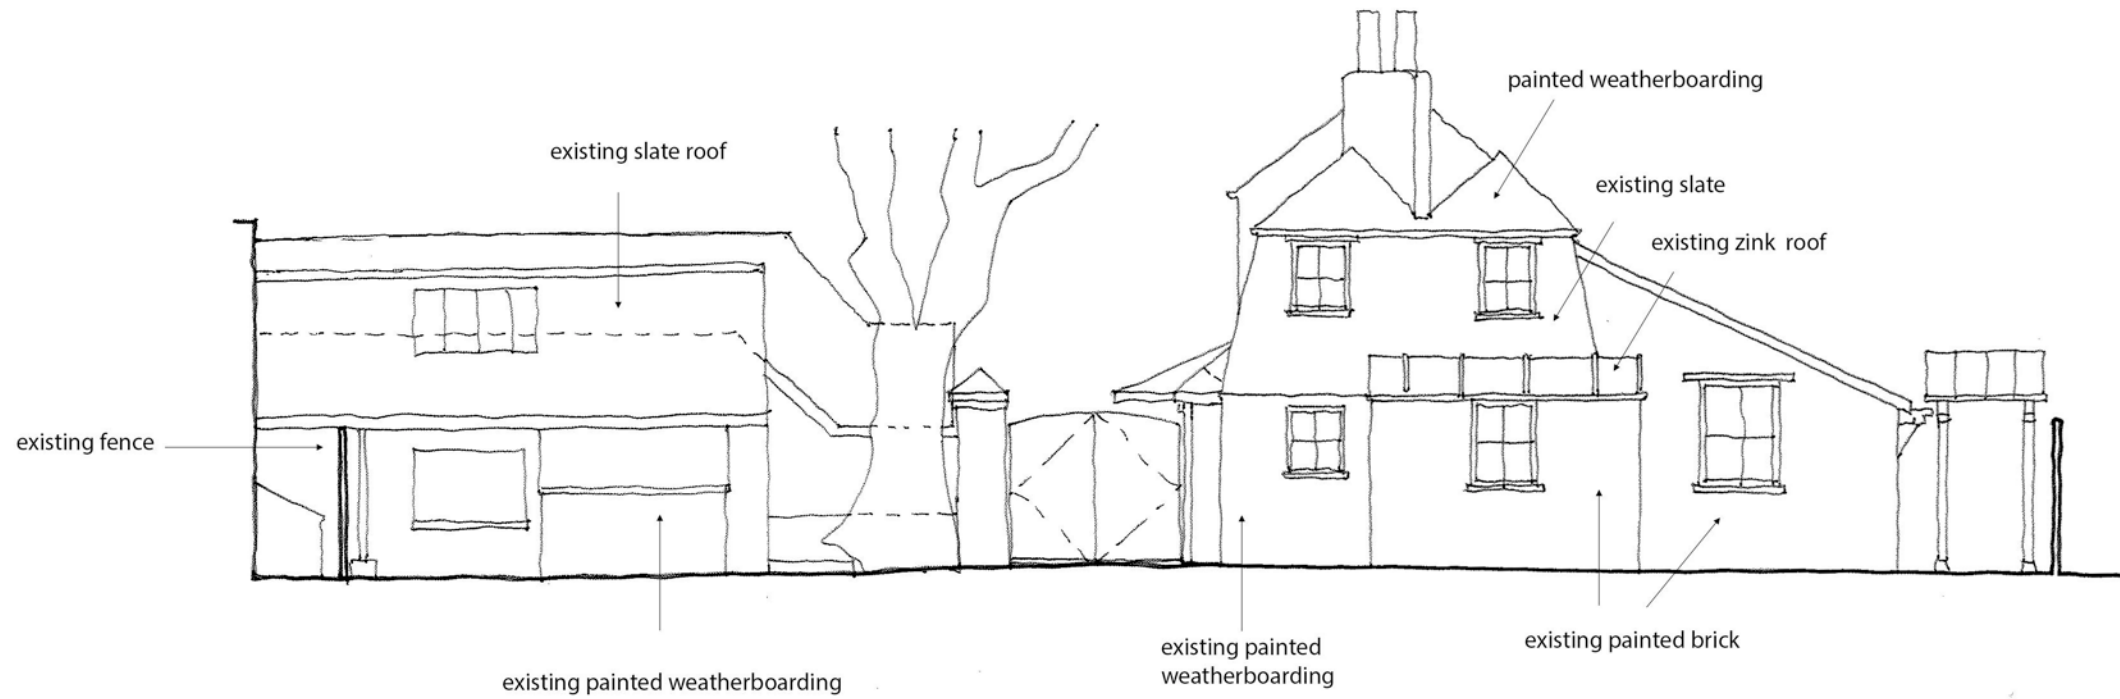 painted weatherboarding
existing slate roof
existing slate
existing zink roof
existing fence
existing painted
weatherboarding
existing painted brick
existing painted weatherboarding